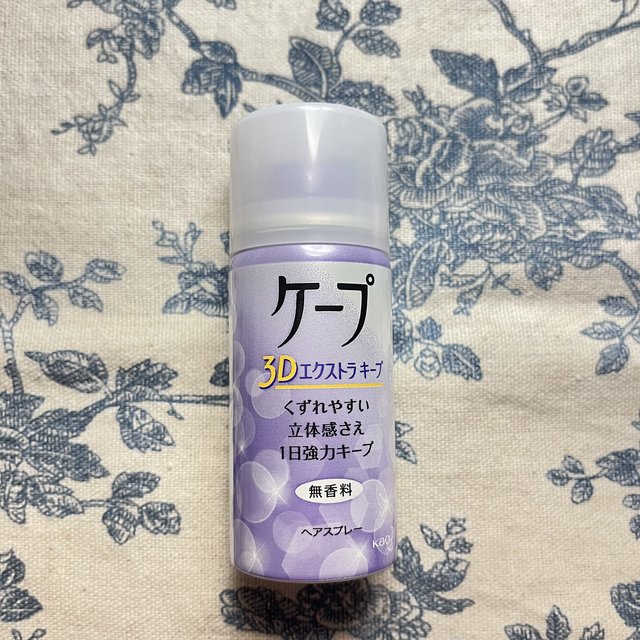 ケープ
3Dエクストラキープ
くずれやすい
立体感さえ
1日強力キープ
無香料
ヘアスプレー
Kao